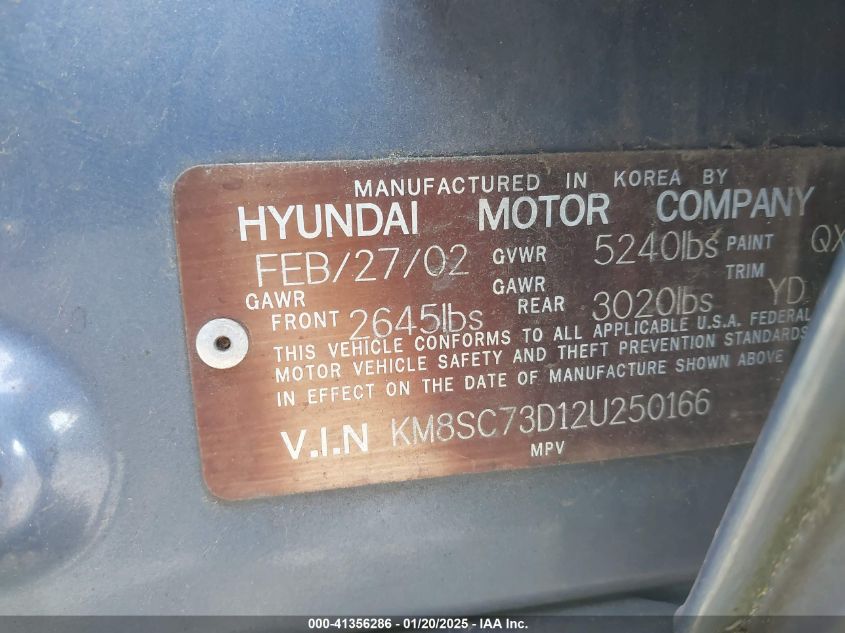 MANUFACTURED IN KOREA BY
HYUNDAI MOTOR COMPANY
FEB/27/02 GVWR 5240lbs PAINT QX
GAWR FRONT 2645lbs GAWR REAR 3020lbs TRIM YD
THIS VEHICLE CONFORMS TO ALL APPLICABLE U.S.A. FEDERAL
MOTOR VEHICLE SAFETY AND THEFT PREVENTION STANDARDS
IN EFFECT ON THE DATE OF MANUFACTURE SHOWN ABOVE
V.I.N KM8SC73D12U250166
MPV
000-41356286 - 01/20/2025 - IAA Inc.